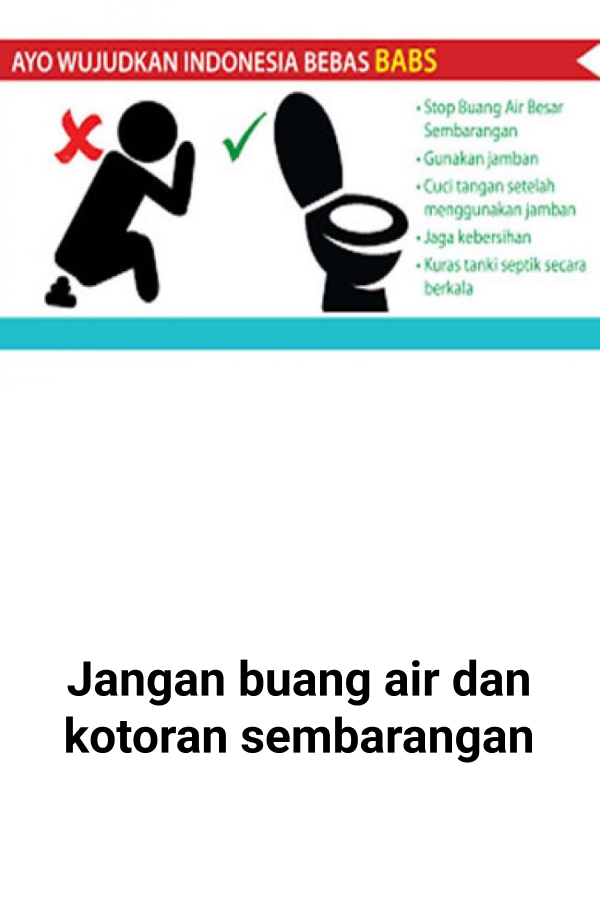 AYO WUJUDKAN INDONESIA BEBAS BABS
• Stop Buang Air Besar
Sembarangan
• Gunakan jamban
• Cuci tangan setelah
menggunakan jamban
• Jaga kebersihan
• Kuras tanki septik secara
berkala
Jangan buang air dan
kotoran sembarangan